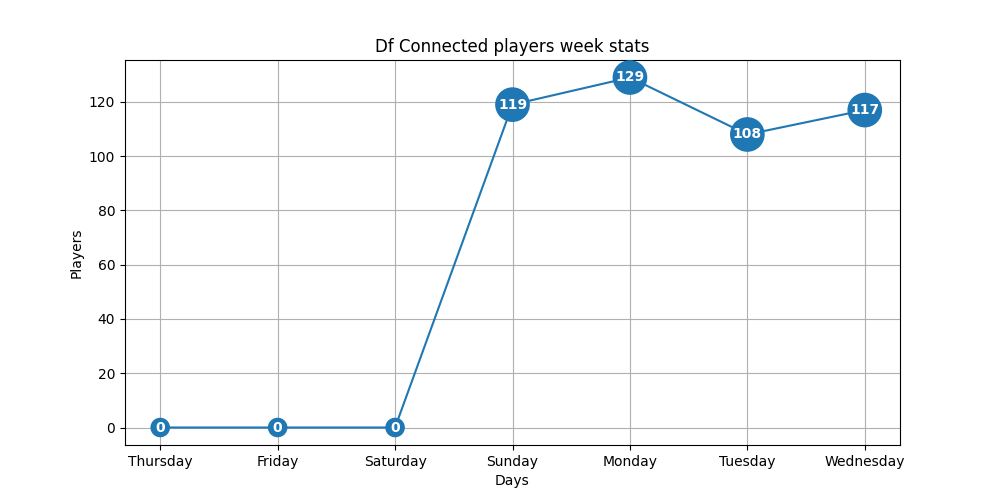 Df Connected players week stats
120
100
80
60
40
20
0
Players
0
0
0
119
129
108
117
Thursday
Friday
Saturday
Sunday
Monday
Tuesday
Wednesday
Days